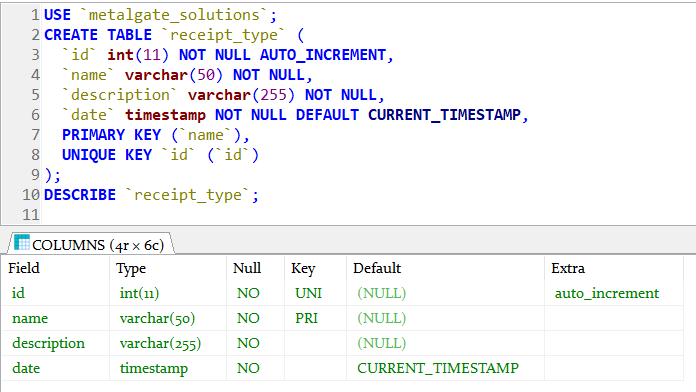 1 USE `metalgate_solutions`;
2 CREATE TABLE `receipt_type` (
3 `id` int(11) NOT NULL AUTO_INCREMENT,
4 `name` varchar(50) NOT NULL,
5 `description` varchar(255) NOT NULL,
6 `date` timestamp NOT NULL DEFAULT CURRENT_TIMESTAMP,
7 PRIMARY KEY (`name`),
8 UNIQUE KEY `id` (`id`)
9 );
10 DESCRIBE `receipt_type`;
11
COLUMNS (4r × 6c)
Field Type Null Key Default Extra
id int(11) NO UNI (NULL) auto_increment
name varchar(50) NO PRI (NULL)
description varchar(255) NO (NULL)
date timestamp NO CURRENT_TIMESTAMP